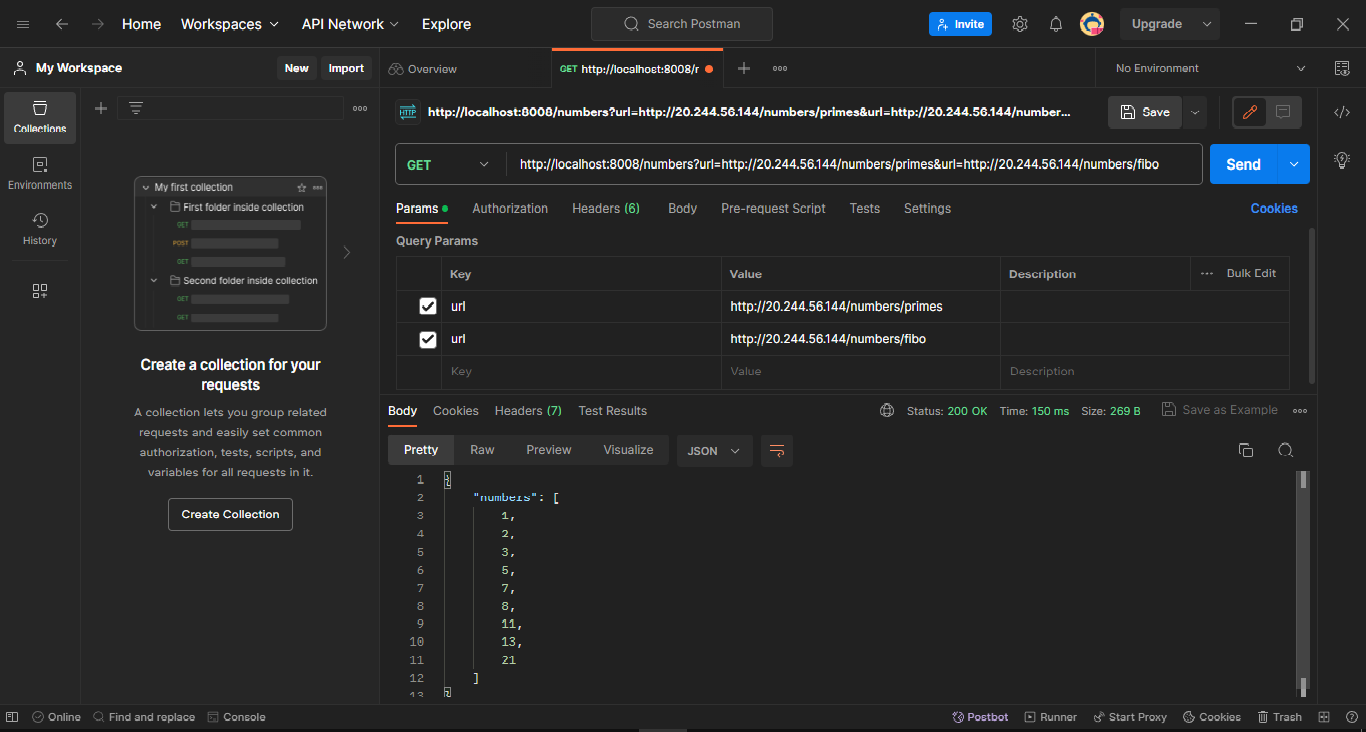 Home Workspaces API Network Explore Search Postman Invite Upgrade
My Workspace New Import Overview GET http://localhost:8008/r No Environment
HTTP http://localhost:8008/numbers?url=http://20.244.56.144/numbers/primes&url=http://20.244.56.144/number... Save
Collections
Environments
History
My first collection
First folder inside collection
GET
POST
GET
Second folder inside collection
GET
GET
Create a collection for your
requests
A collection lets you group related
requests and easily set common
authorization, tests, scripts, and
variables for all requests in it.
Create Collection
GET http://localhost:8008/numbers?url=http://20.244.56.144/numbers/primes&url=http://20.244.56.144/numbers/fibo Send
Params Authorization Headers (6) Body Pre-request Script Tests Settings Cookies
Query Params
Key Value Description Bulk Edit
url http://20.244.56.144/numbers/primes
url http://20.244.56.144/numbers/fibo
Key Value Description
Body Cookies Headers (7) Test Results Status: 200 OK Time: 150 ms Size: 269 B Save as Example
Pretty Raw Preview Visualize JSON
1 {
2 "numbers": [
3 1,
4 2,
5 3,
6 5,
7 7,
8 8,
9 11,
10 13,
11 21
12 ]
13 }
Online Find and replace Console Postbot Runner Start Proxy Cookies Trash